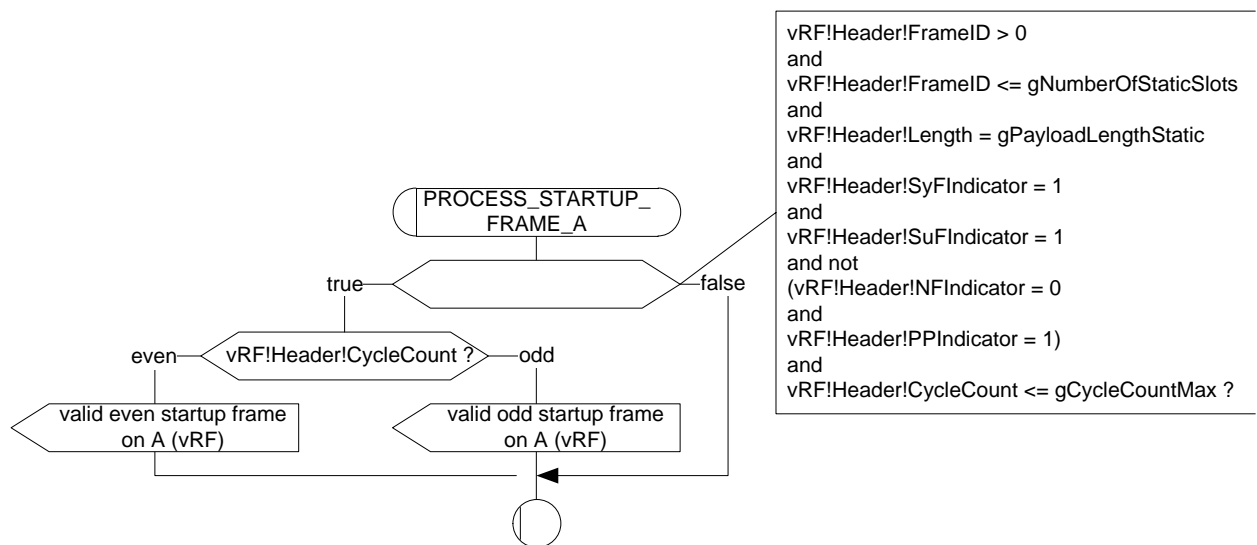 vRF!Header!FrameID > 0
and
vRF!Header!FrameID <= gNumberOfStaticSlots
and
vRF!Header!Length = gPayloadLengthStatic
and
vRF!Header!SyFIndicator = 1
and
vRF!Header!SuFIndicator = 1
and not
(vRF!Header!NFIndicator = 0
and
vRF!Header!PPIndicator = 1)
and
vRF!Header!CycleCount <= gCycleCountMax ?
PROCESS_STARTUP_
FRAME_A
true
false
even
vRF!Header!CycleCount ?
odd
valid even startup frame
on A (vRF)
valid odd startup frame
on A (vRF)